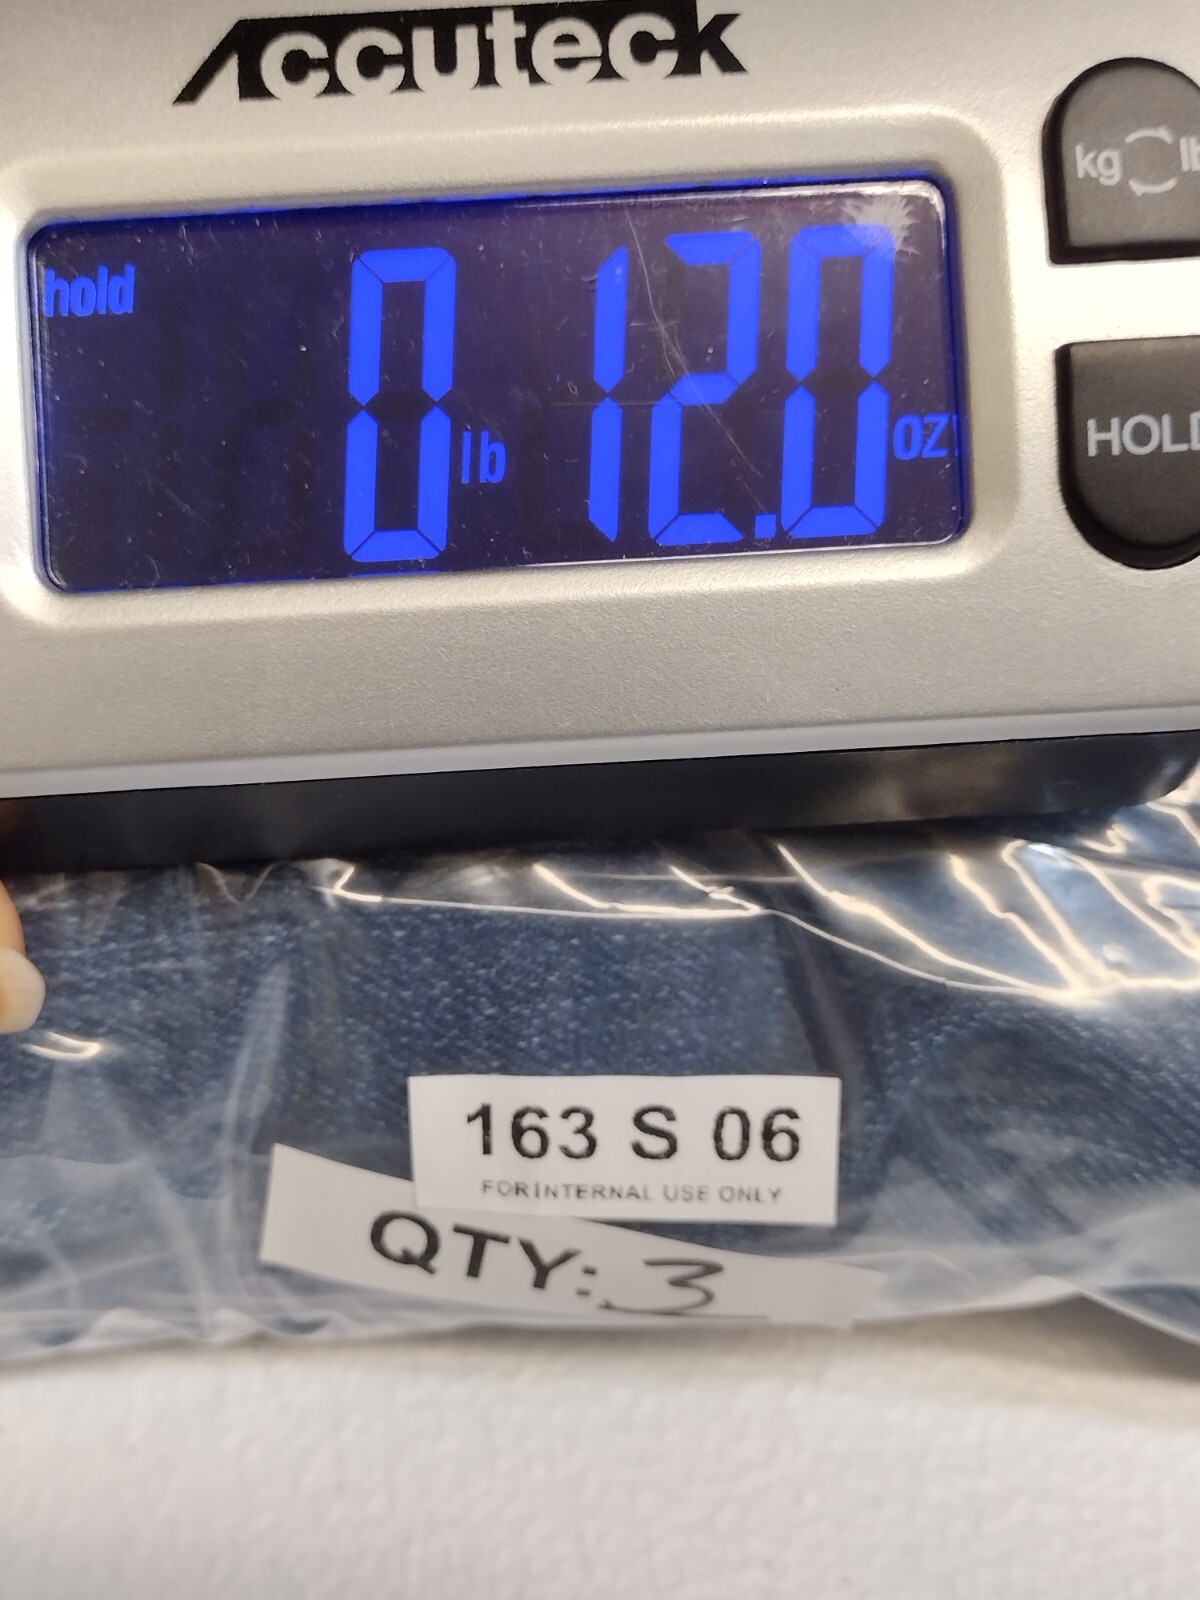 Accuteck
kg lb
hold
0 lb 12.0 oz
HOLD
163 S 06
FOR INTERNAL USE ONLY
QTY: 3